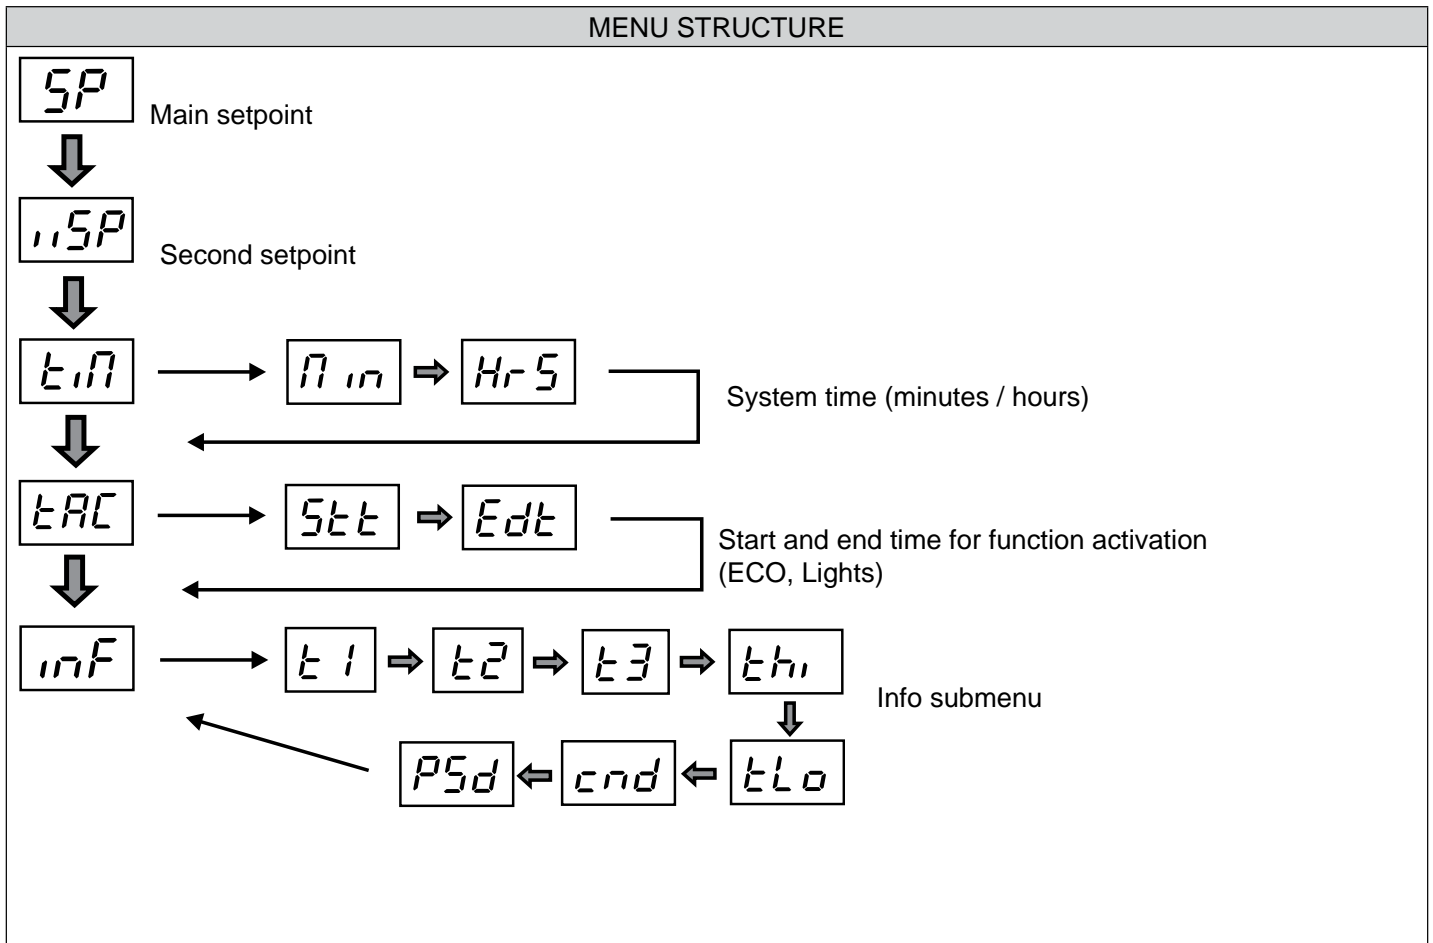 MENU STRUCTURE
SP
Main setpoint
iiSP
Second setpoint
tiM Min HrS
System time (minutes / hours)
tAC Stt Edt
Start and end time for function activation
(ECO, Lights)
inF t1 t2 t3 thi
Info submenu
PSd cnd tLo